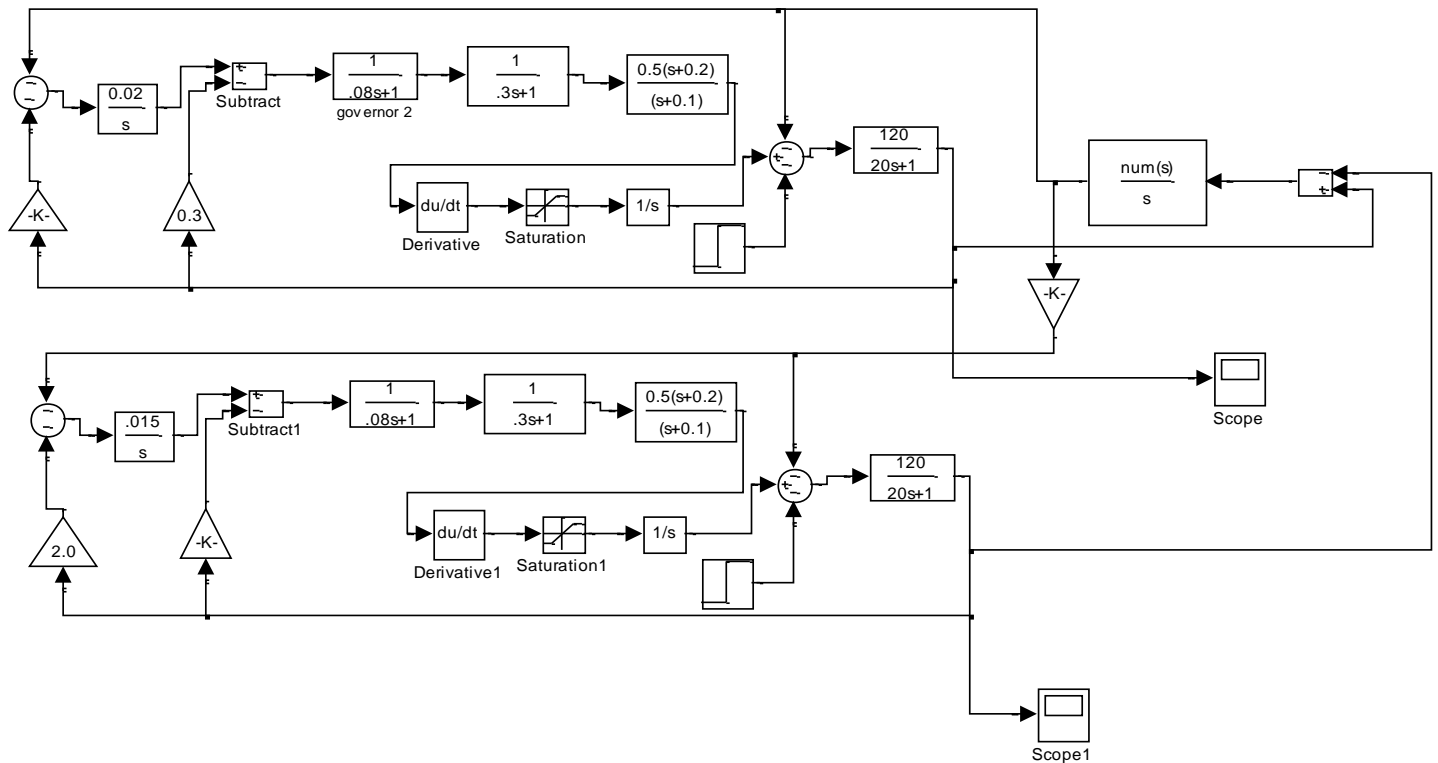 0.02
s
Subtract
1
.08s+1
governor 2
1
.3s+1
0.5(s+0.2)
(s+0.1)
120
20s+1
num(s)
s
-K-
0.3
du/dt
Derivative
Saturation
1/s
-K-
Scope
.015
s
Subtract1
1
.08s+1
1
.3s+1
0.5(s+0.2)
(s+0.1)
120
20s+1
2.0
-K-
du/dt
Derivative1
Saturation1
1/s
Scope1